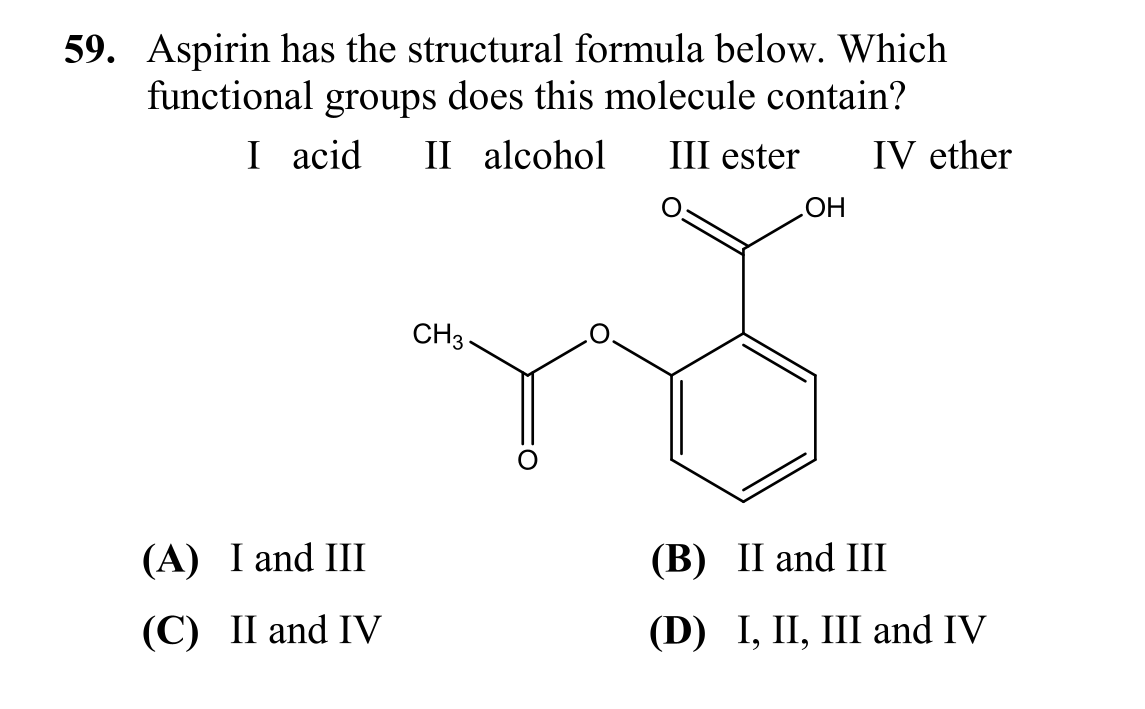 59. Aspirin has the structural formula below. Which
functional groups does this molecule contain?
I acid II alcohol III ester IV ether
O OH
CH3 O
O
(A) I and III (B) II and III
(C) II and IV (D) I, II, III and IV